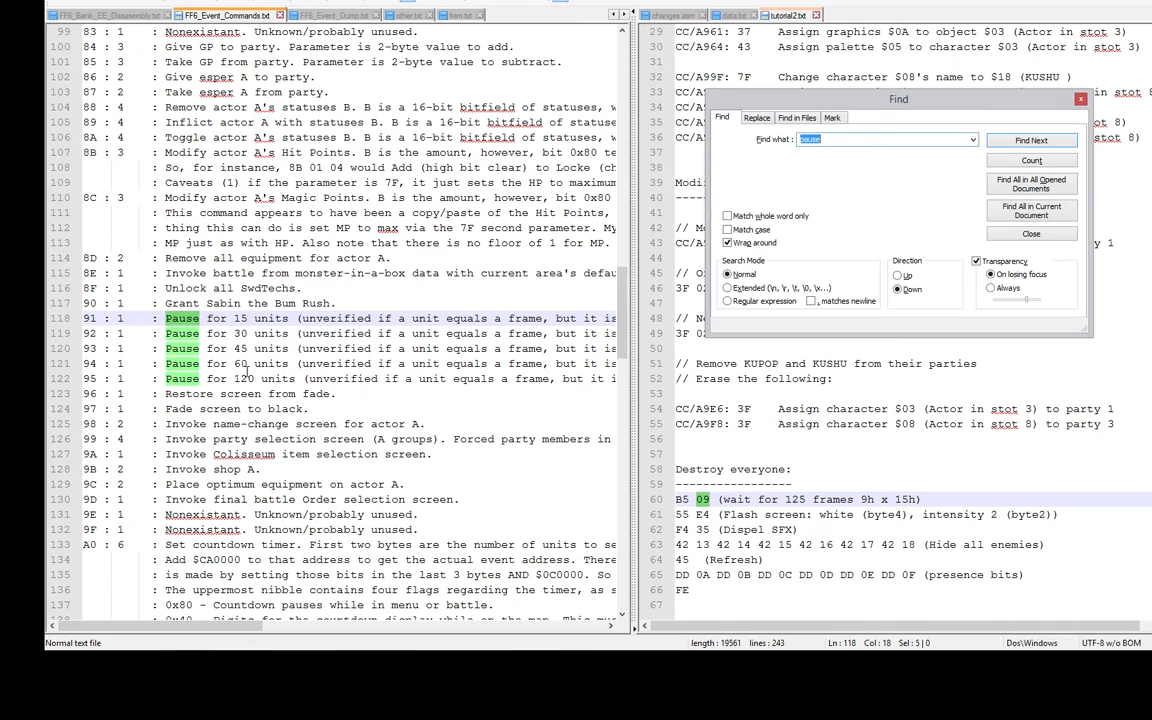 FF6_Bank_EE_Disassembly.txt FF6_Event_Commands.txt FF6_Event_Dump.txt other.txt item.txt
99 83 : 1 : Nonexistant. Unknown/probably unused.
100 84 : 3 : Give GP to party. Parameter is 2-byte value to add.
101 85 : 3 : Take GP from party. Parameter is 2-byte value to subtract.
102 86 : 2 : Give esper A to party.
103 87 : 2 : Take esper A from party.
104 88 : 4 : Remove actor A's statuses B. B is a 16-bit bitfield of statuses, w
105 89 : 4 : Inflict actor A with statuses B. B is a 16-bit bitfield of statuses
106 8A : 4 : Toggle actor A's statuses B. B is a 16-bit bitfield of statuses, w
107 8B : 3 : Modify actor A's Hit Points. B is the amount, however, bit 0x80 te
108 So, for instance, 8B 01 04 would Add (high bit clear) to Locke (ch
109 Caveats (1) if the parameter is 7F, it just sets the HP to maximum
110 8C : 3 : Modify actor A's Magic Points. B is the amount, however, bit 0x80
111 : This command appears to have been a copy/paste of the Hit Points,
112 : thing this can do is set MP to max via the 7F second parameter. My
113 : MP just as with HP. Also note that there is no floor of 1 for MP.
114 8D : 2 : Remove all equipment for actor A.
115 8E : 1 : Invoke battle from monster-in-a-box data with current area's defau
116 8F : 1 : Unlock all SwdTechs.
117 90 : 1 : Grant Sabin the Bum Rush.
118 91 : 1 : Pause for 15 units (unverified if a unit equals a frame, but it is
119 92 : 1 : Pause for 30 units (unverified if a unit equals a frame, but it is
120 93 : 1 : Pause for 45 units (unverified if a unit equals a frame, but it is
121 94 : 1 : Pause for 60 units (unverified if a unit equals a frame, but it is
122 95 : 1 : Pause for 120 units (unverified if a unit equals a frame, but it i
123 96 : 1 : Restore screen from fade.
124 97 : 1 : Fade screen to black.
125 98 : 2 : Invoke name-change screen for actor A.
126 99 : 4 : Invoke party selection screen (A groups). Forced party members in
127 9A : 1 : Invoke Colisseum item selection screen.
128 9B : 2 : Invoke shop A.
129 9C : 2 : Place optimum equipment on actor A.
130 9D : 1 : Invoke final battle Order selection screen.
131 9E : 1 : Nonexistant. Unknown/probably unused.
132 9F : 1 : Nonexistant. Unknown/probably unused.
133 A0 : 6 : Set countdown timer. First two bytes are the number of units to se
134 : Add $CA0000 to that address to get the actual event address. There
135 : is made by setting those bits in the last 3 bytes AND $0C0000. So
136 : The uppermost nibble contains four flags regarding the timer, as s
137 : 0x80 - Countdown pauses while in menu or battle.
changes.asm data.txt tutorial2.txt
29 CC/A961: 37 Assign graphics $0A to object $03 (Actor in stot 3)
30 CC/A964: 43 Assign palette $05 to character $03 (Actor in stot 3)
31
32 CC/A99F: 7F Change character $08's name to $18 (KUSHU )
33
34
35
36
37
38
39 Modi
40
41
42 // M
43
44
45 // O
46 3F 02
47
48 // Ne
49 3F 02
50
51 // Remove KUPOP and KUSHU from their parties
52 // Erase the following:
53
54 CC/A9E6: 3F Assign character $03 (Actor in stot 3) to party 1
55 CC/A9F8: 3F Assign character $08 (Actor in stot 8) to party 3
56
57
58 Destroy everyone:
59 -----------------
60 B5 09 (wait for 125 frames 9h x 15h)
61 55 E4 (Flash screen: white (byte4), intensity 2 (byte2))
62 F4 35 (Dispel SFX)
63 42 13 42 14 42 15 42 16 42 17 42 18 (Hide all enemies)
64 45 (Refresh)
65 DD 0A DD 0B DD 0C DD 0D DD 0E DD 0F (presence bits)
66 FE
67
Find
Find Replace Find in Files Mark
Find what : pause
Find Next
Count
Find All in All Opened
Documents
Find All in Current
Document
Close
Match whole word only
Match case
Wrap around
Search Mode
Normal
Extended (\n, \r, \t, \0, \x...)
Regular expression . matches newline
Direction
Up
Down
Transparency
On losing focus
Always
Normal text file length : 19561 lines : 243 Ln : 118 Col : 18 Sel : 5 | 0 Dos\Windows UTF-8 w/o BOM